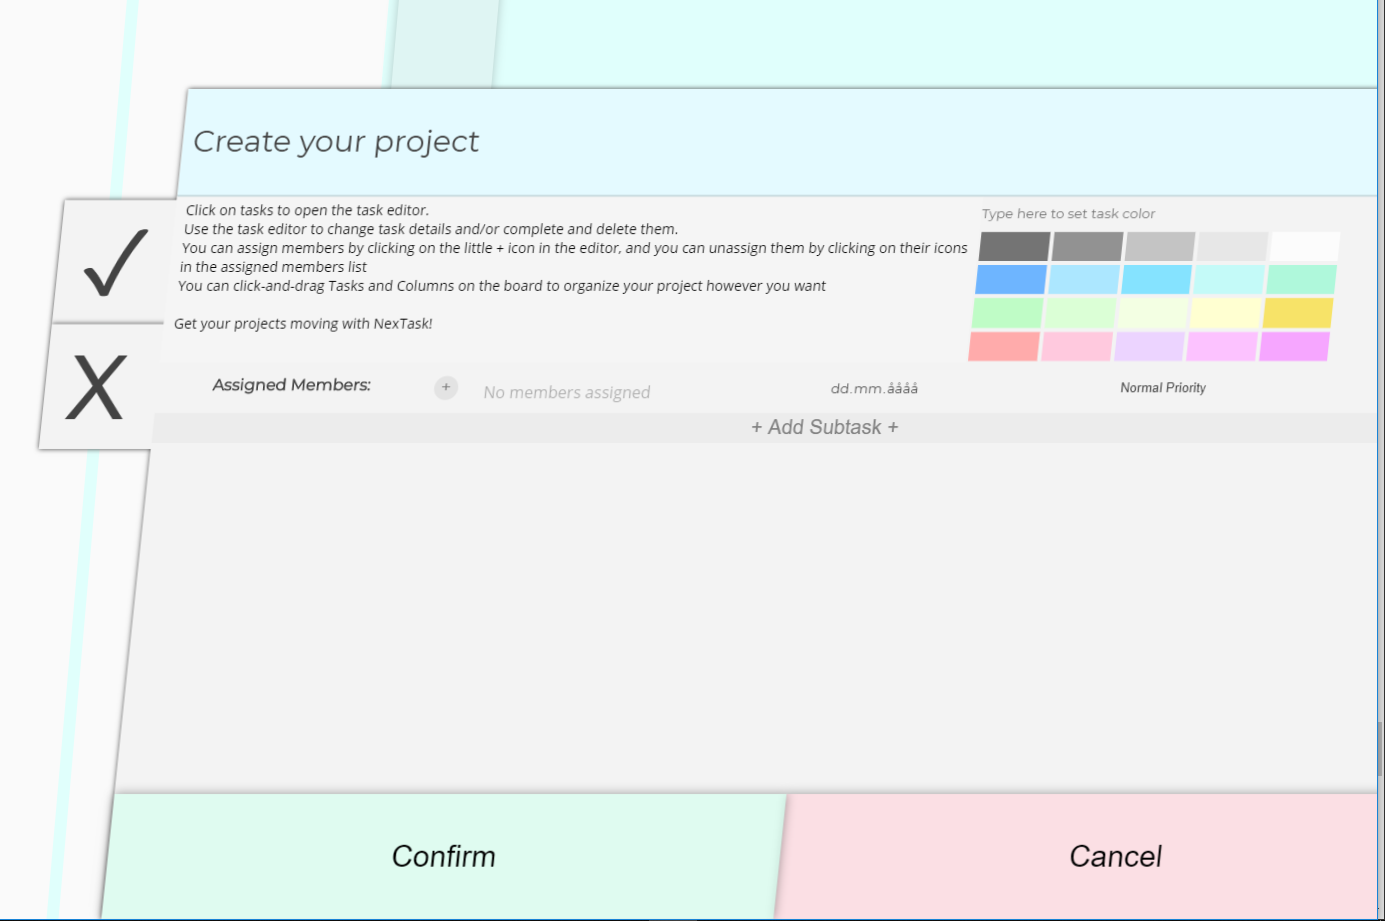 Create your project
Click on tasks to open the task editor.
Use the task editor to change task details and/or complete and delete them.
You can assign members by clicking on the little + icon in the editor, and you can unassign them by clicking on their icons
in the assigned members list
You can click-and-drag Tasks and Columns on the board to organize your project however you want
Get your projects moving with NexTask!
Type here to set task color
X
Assigned Members:
+
No members assigned
dd.mm.åååå
Normal Priority
+ Add Subtask +
Confirm
Cancel